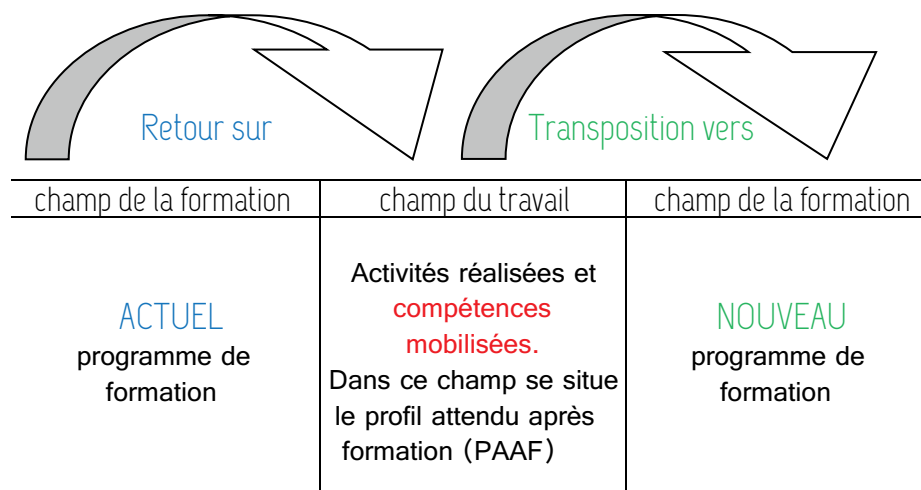 Retour sur
Transposition vers
champ de la formation
champ du travail
champ de la formation
ACTUEL
programme de
formation
Activités réalisées et
compétences
mobilisées.
Dans ce champ se situe
le profil attendu après
formation (PAAF)
NOUVEAU
programme de
formation